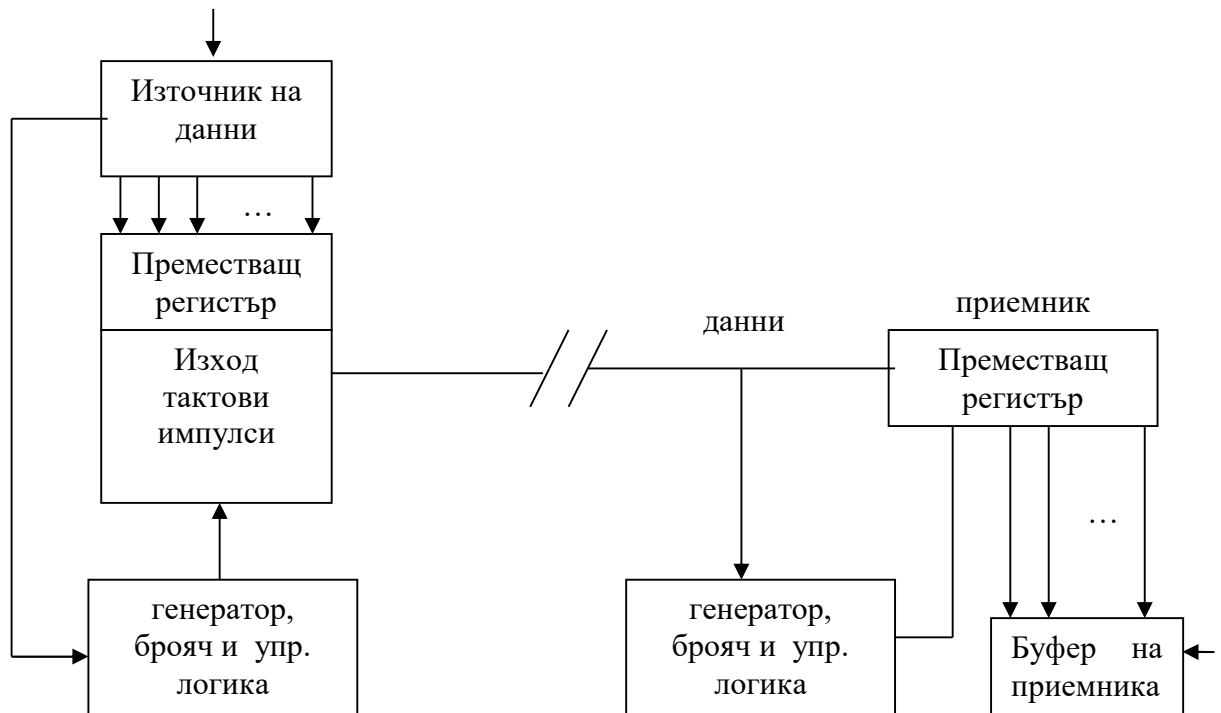 Източник на
данни
…
Преместващ
регистър
Изход
тактови
импулси
генератор,
брояч и упр.
логика
данни
приемник
Преместващ
регистър
…
генератор,
брояч и упр.
логика
Буфер на
приемника